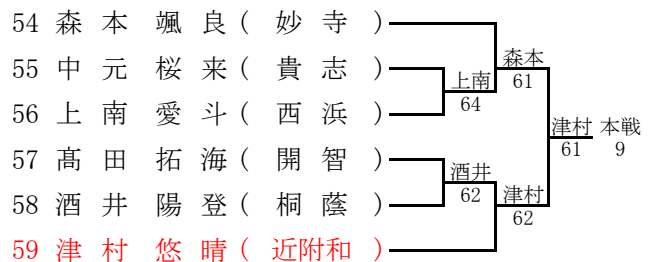 54 森本 颯良(妙寺)
55 中元 桜来(貴志)
56 上南 愛斗(西浜)
57 髙田 拓海(開智)
58 酒井 陽登(桐蔭)
59 津村 悠晴(近附和)
上南
64
酒井
62
森本
61
津村
62
津村
61
本戦
9